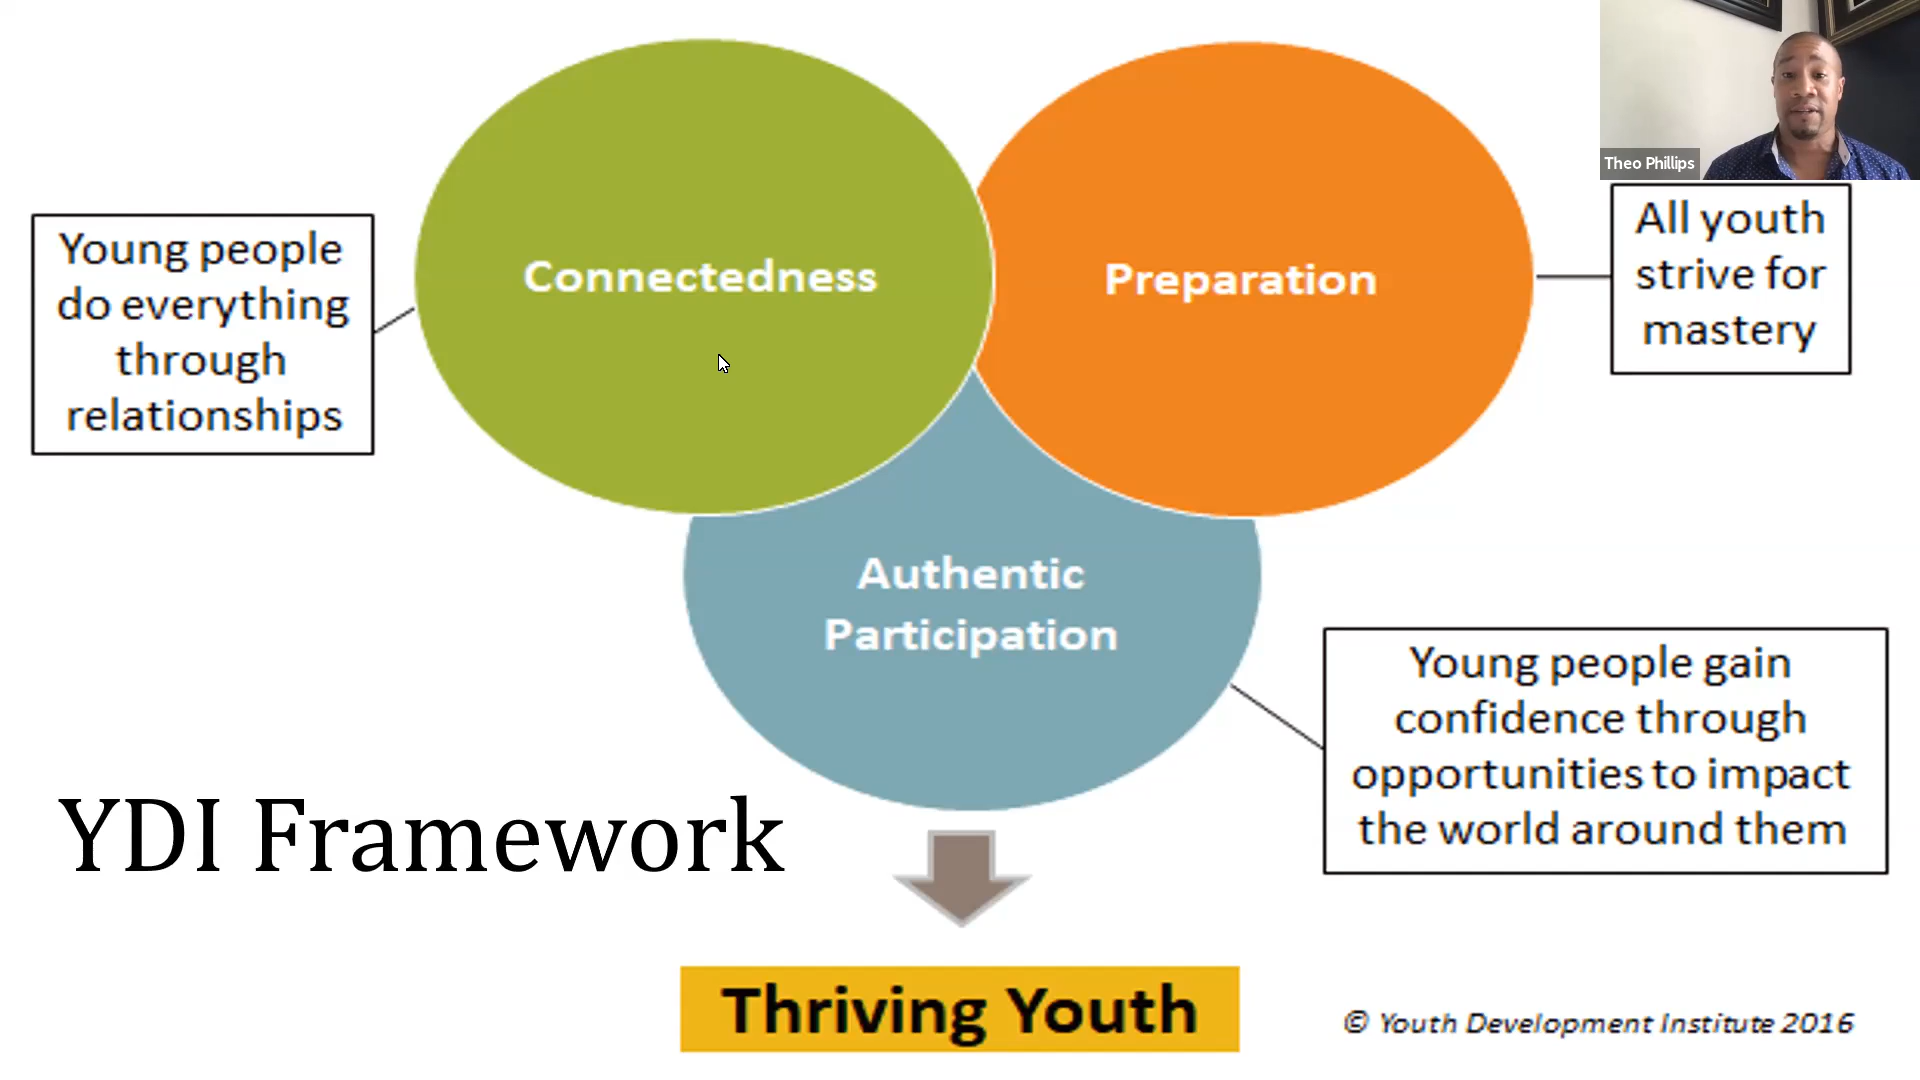 Theo Phillips
Connectedness
Preparation
Young people
do everything
through
relationships
All youth
strive for
mastery
Authentic
Participation
Young people gain
confidence through
opportunities to impact
the world around them
YDI Framework
Thriving Youth
© Youth Development Institute 2016